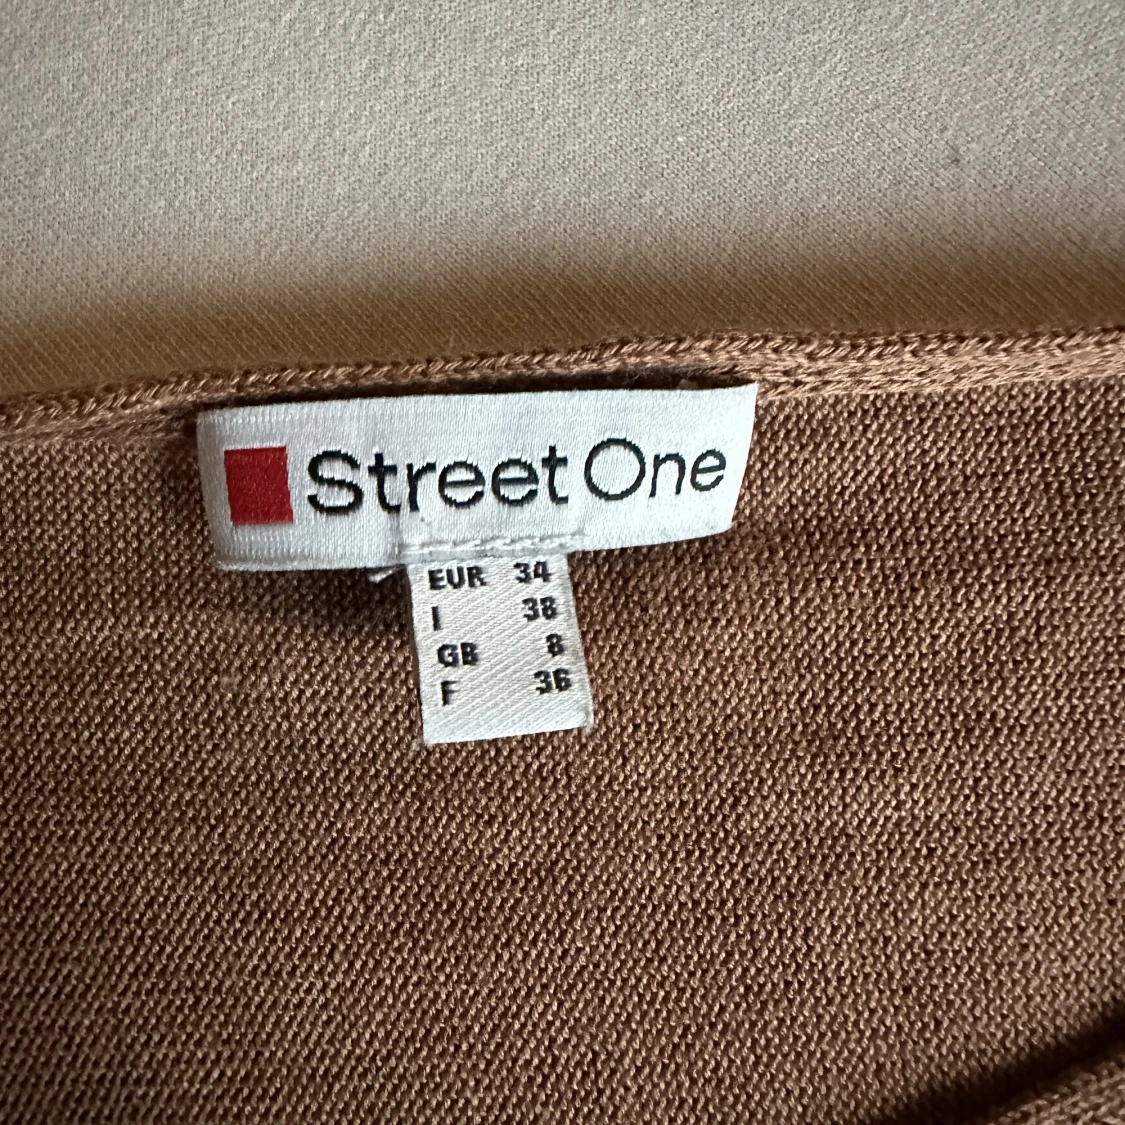 Street One
EUR 34
I 38
GB 8
F 36